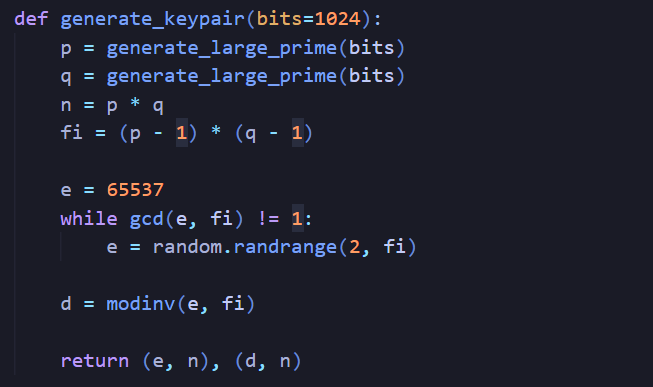 def generate_keypair(bits=1024):
    p = generate_large_prime(bits)
    q = generate_large_prime(bits)
    n = p * q
    fi = (p - 1) * (q - 1)

    e = 65537
    while gcd(e, fi) != 1:
        e = random.randrange(2, fi)

    d = modinv(e, fi)

    return (e, n), (d, n)